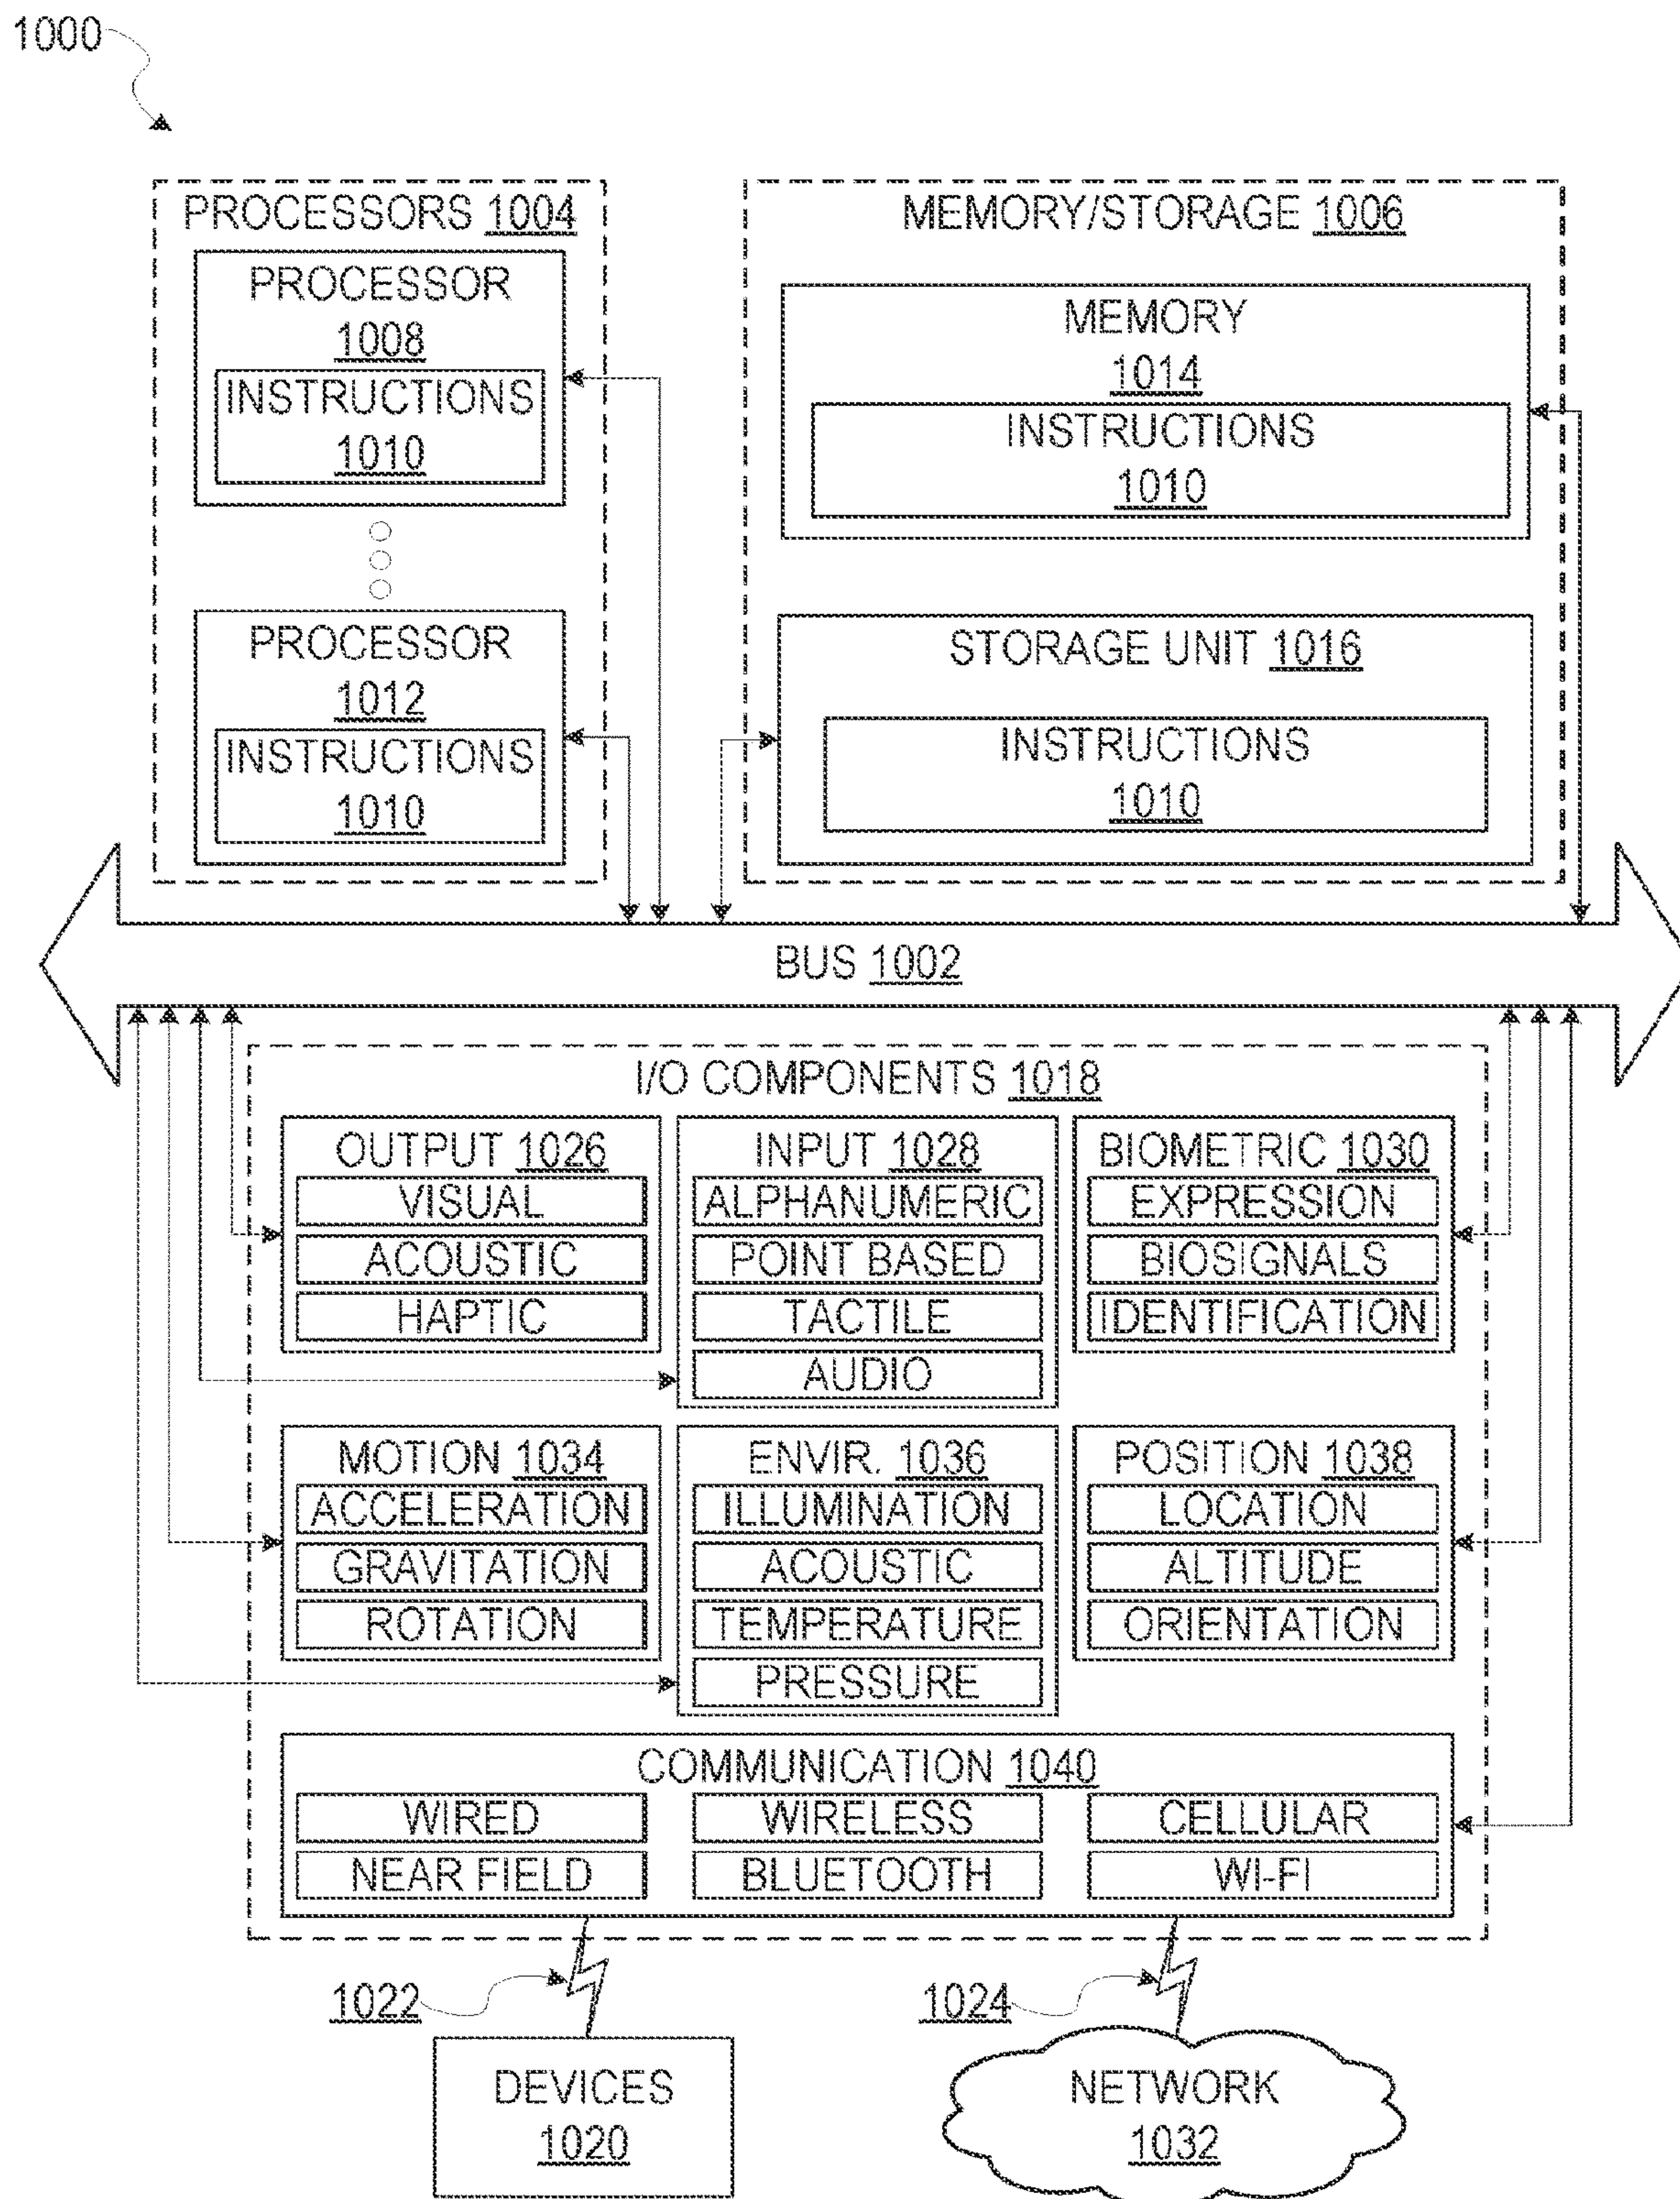 1000
PROCESSORS 1004
PROCESSOR
1008
INSTRUCTIONS
1010
PROCESSOR
1012
INSTRUCTIONS
1010
MEMORY/STORAGE 1006
MEMORY
1014
INSTRUCTIONS
1010
STORAGE UNIT 1016
INSTRUCTIONS
1010
BUS 1002
I/O COMPONENTS 1018
OUTPUT 1026
VISUAL
ACOUSTIC
HAPTIC
INPUT 1028
ALPHANUMERIC
POINT BASED
TACTILE
AUDIO
BIOMETRIC 1030
EXPRESSION
BIOSIGNALS
IDENTIFICATION
MOTION 1034
ACCELERATION
GRAVITATION
ROTATION
ENVIR. 1036
ILLUMINATION
ACOUSTIC
TEMPERATURE
PRESSURE
POSITION 1038
LOCATION
ALTITUDE
ORIENTATION
COMMUNICATION 1040
WIRED
WIRELESS
CELLULAR
NEAR FIELD
BLUETOOTH
WI-FI
1022
1024
DEVICES
1020
NETWORK
1032